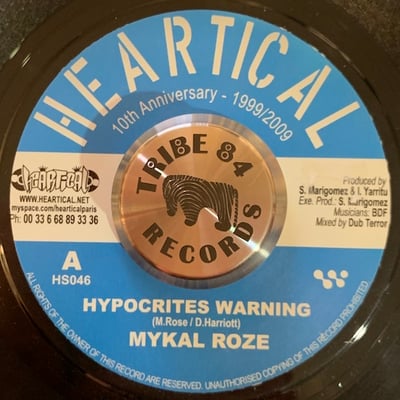 HEARTICAL
10th Anniversary - 1999/2009
TRIBE 84
RECORDS
HEARTICAL
WWW.HEARTICAL.NET
myspace.com/hearticalparis
Ph: 00 33 6 68 89 33 36
Produced by
S. Marigomez & I. Yarritu
Exe. Prod.: S. Marigomez
Musicians: BDF
Mixed by Dub Terror
A
HS046
HYPOCRITES WARNING
(M.Rose / D.Harriott)
MYKAL ROZE
ALL RIGHTS OF THE OWNER OF THIS RECORD ARE RESERVED. UNAUTHORISED COPYING OF THIS RECORD PROHIBITED